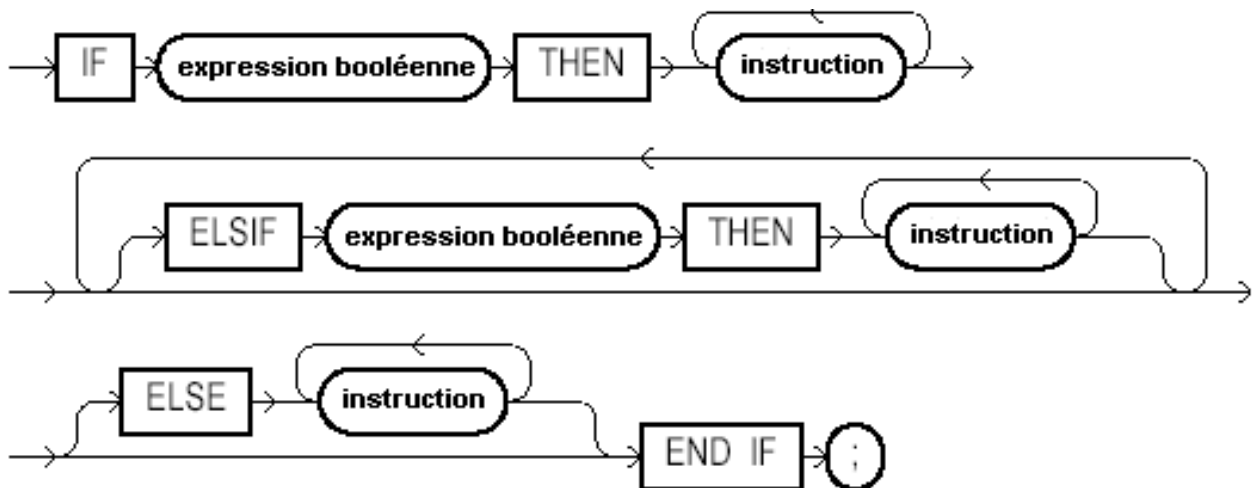 IF expression booléenne THEN instruction
ELSIF expression booléenne THEN instruction
ELSE instruction END IF ;